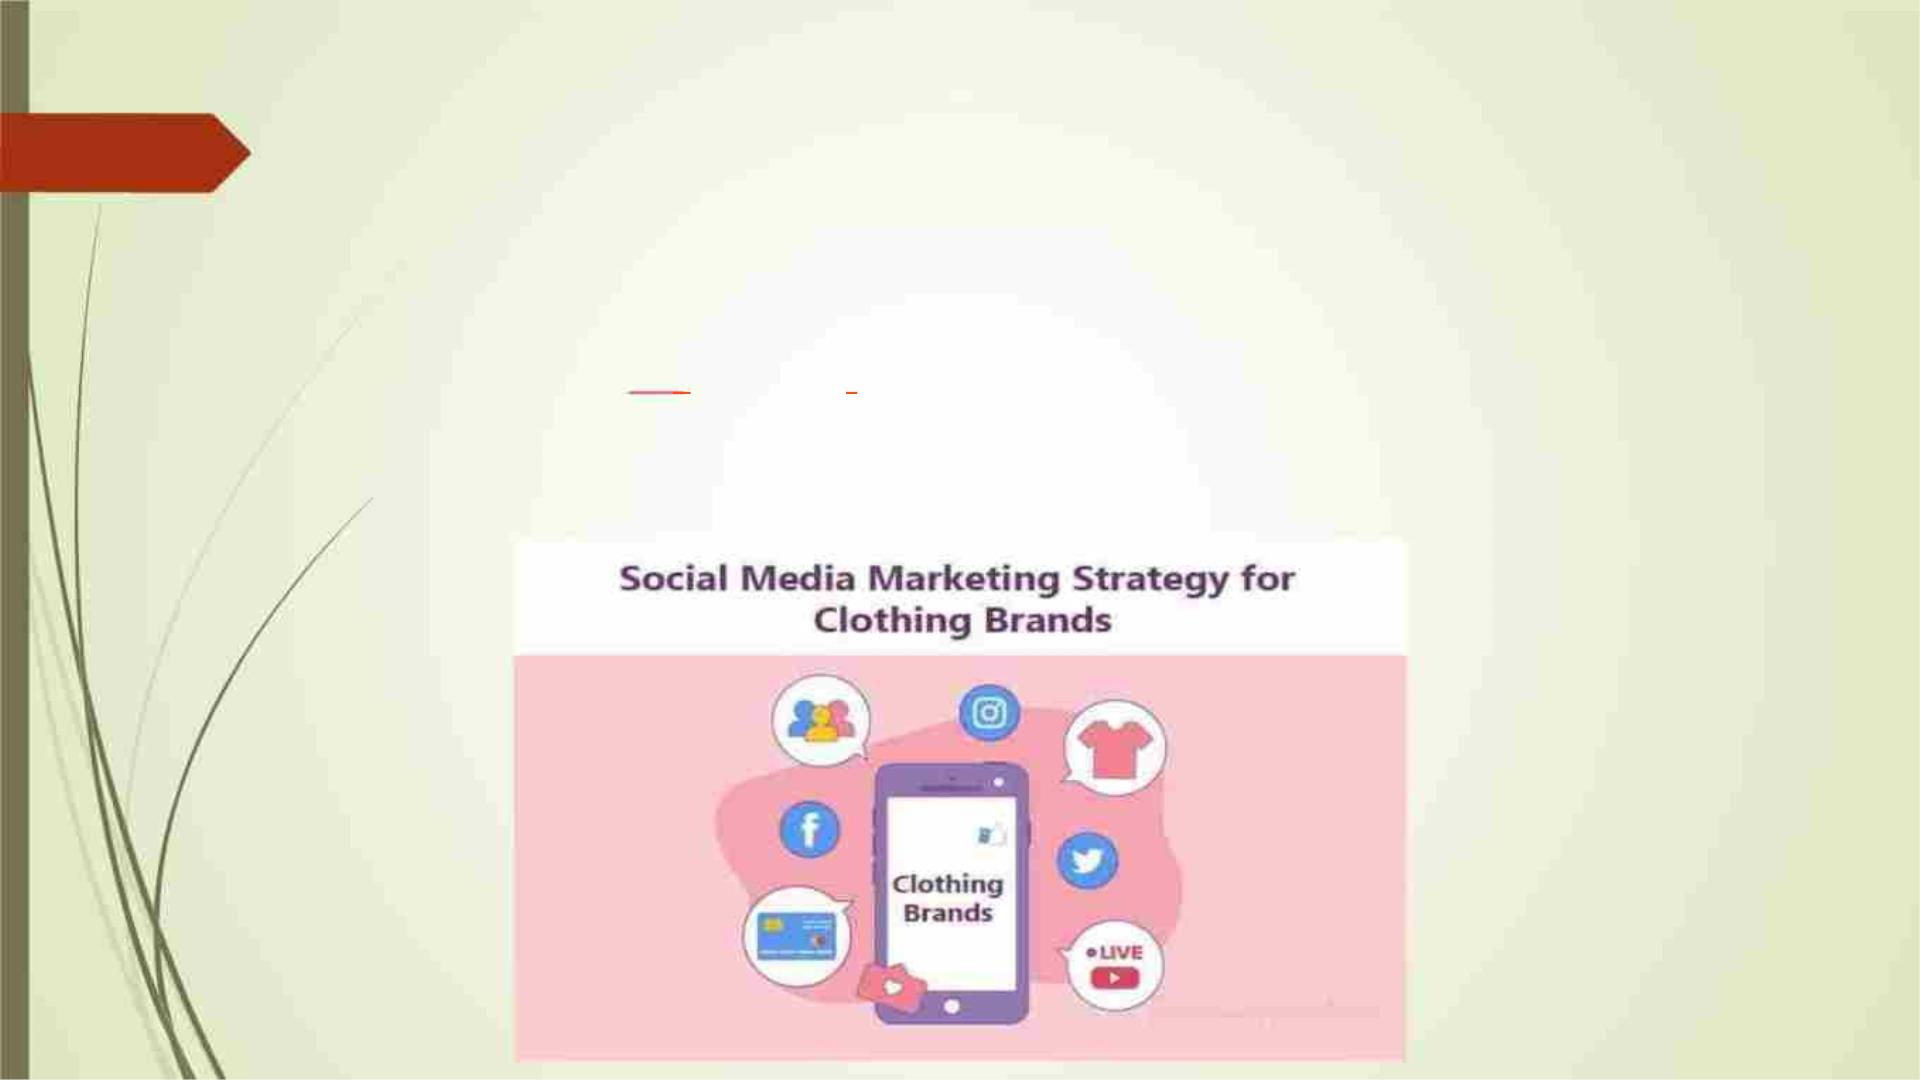 Social Media Marketing Strategy for
Clothing Brands
Clothing
Brands
LIVE